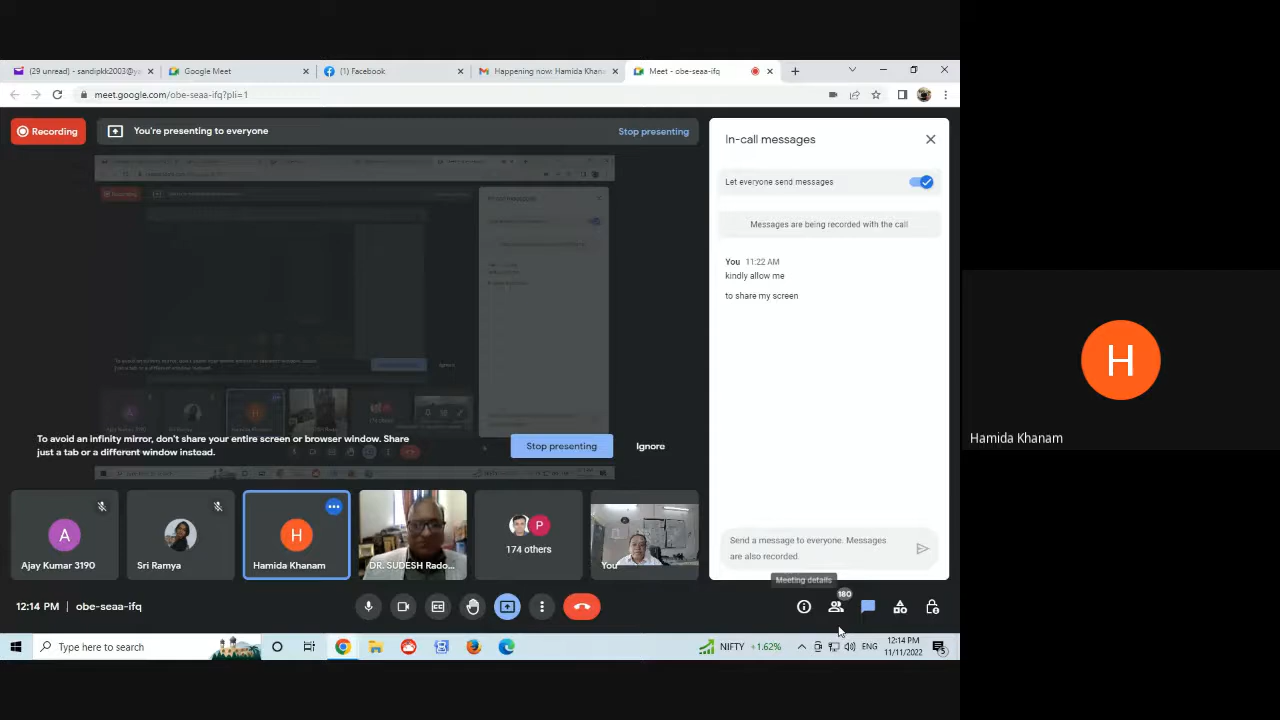 (29 unread) - sandipkk2003@y
Google Meet
(1) Facebook
Happening now: Hamida Khan
Meet - obe-seaa-ifq
meet.google.com/obe-seaa-ifq?pli=1
Recording
You're presenting to everyone
Stop presenting
In-call messages
Let everyone send messages
Messages are being recorded with the call
You 11:22 AM
kindly allow me
to share my screen
To avoid an infinity mirror, don't share your entire screen or browser window. Share
just a tab or a different window instead.
Stop presenting
Ignore
H
Hamida Khanam
A
Ajay Kumar 3190
Sri Ramya
H
Hamida Khanam
DR. SUDESH Rado...
P
174 others
You
Send a message to everyone. Messages
are also recorded.
Meeting details
180
12:14 PM | obe-seaa-ifq
Type here to search
NIFTY +1.62%
ENG
12:14 PM
11/11/2022
5